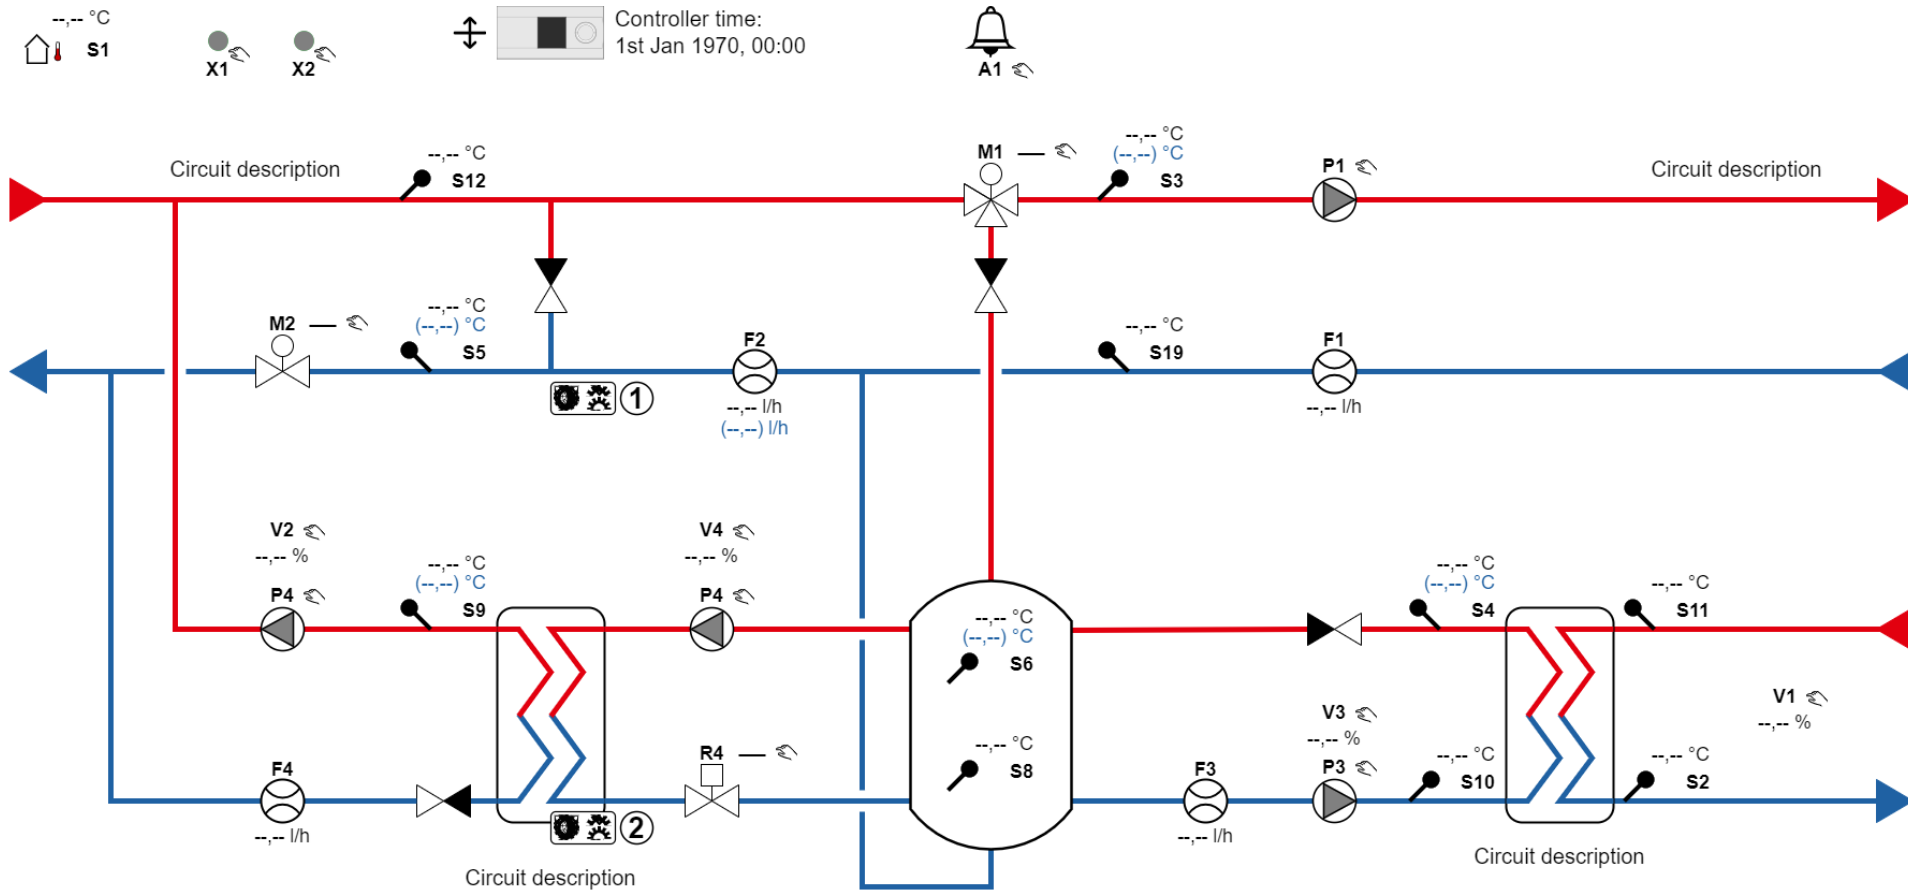 --,-- °C
S1
X1
X2
Controller time:
1st Jan 1970, 00:00
A1
Circuit description
--,-- °C
S12
M1
--,-- °C
(--,--) °C
S3
P1
Circuit description
M2
--,-- °C
(--,--) °C
S5
1
F2
--,-- l/h
(--,--) l/h
--,-- °C
S19
F1
--,-- l/h
V2
--,-- %
P4
--,-- °C
(--,--) °C
S9
V4
--,-- %
P4
--,-- °C
(--,--) °C
S6
--,-- °C
(--,--) °C
S4
--,-- °C
S11
F4
--,-- l/h
2
Circuit description
R4
--,-- °C
S8
F3
--,-- l/h
V3
--,-- %
P3
--,-- °C
S10
--,-- °C
S2
V1
--,-- %
Circuit description